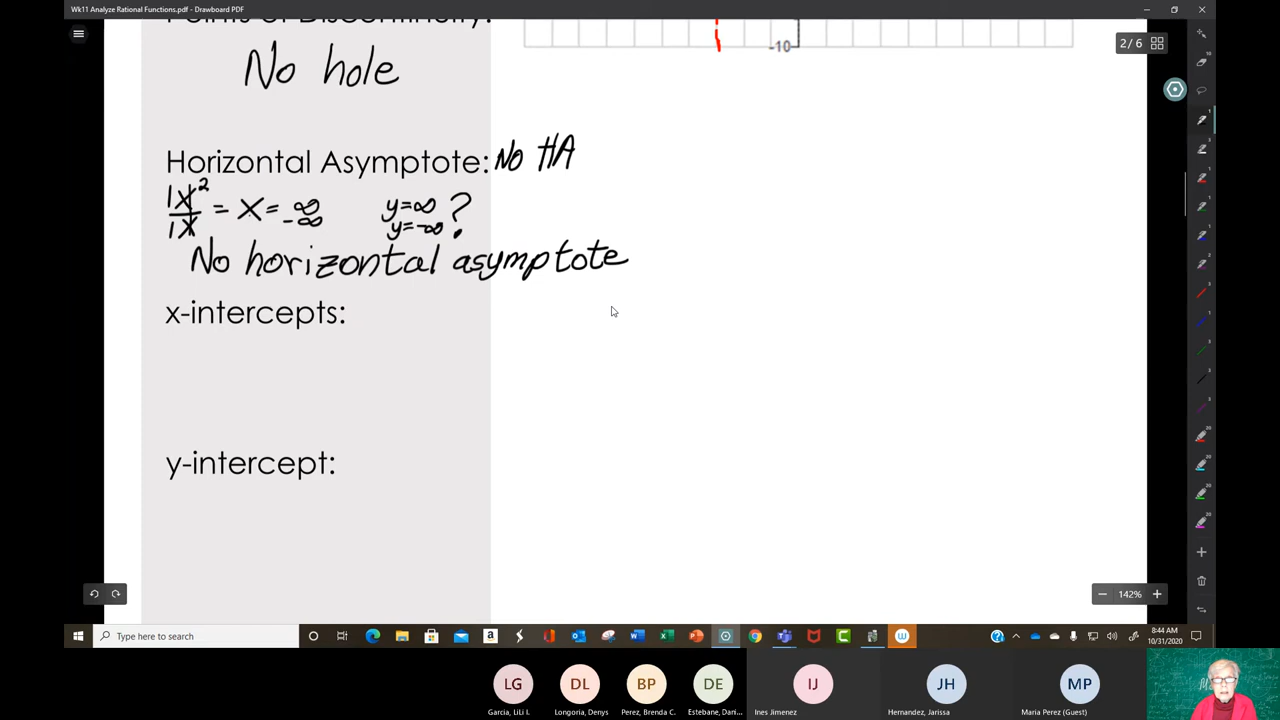 Wk11 Analyze Rational Functions.pdf - Drawboard PDF
Points of Discontinuity:
-10
2 / 6
No hole
Horizontal Asymptote: No HA
1x²/1x = x = ∞ -∞ y=∞ y=-∞ ?
No horizontal asymptote
x-intercepts:
y-intercept:
142%
Type here to search
8:44 AM
10/31/2020
LG
DL
BP
DE
IJ
JH
MP
Garcia, LiLi I.
Longoria, Denys
Perez, Brenda C.
Estebane, Dani...
Ines Jimenez
Hernandez, Jarissa
Maria Perez (Guest)